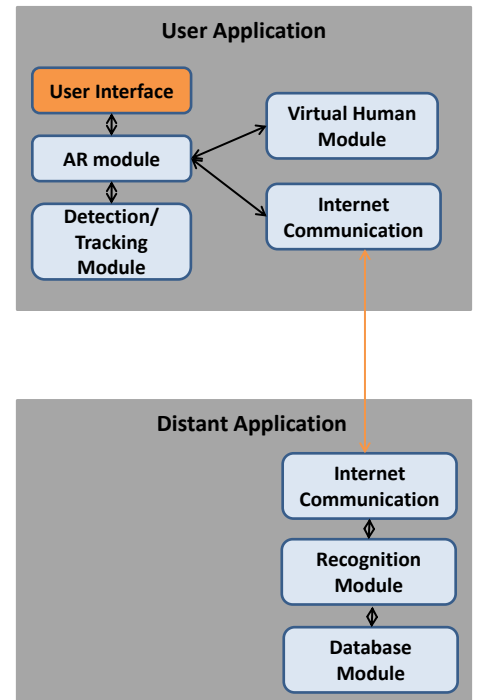 User Application
User Interface
AR module
Detection/
Tracking
Module
Virtual Human
Module
Internet
Communication
Distant Application
Internet
Communication
Recognition
Module
Database
Module